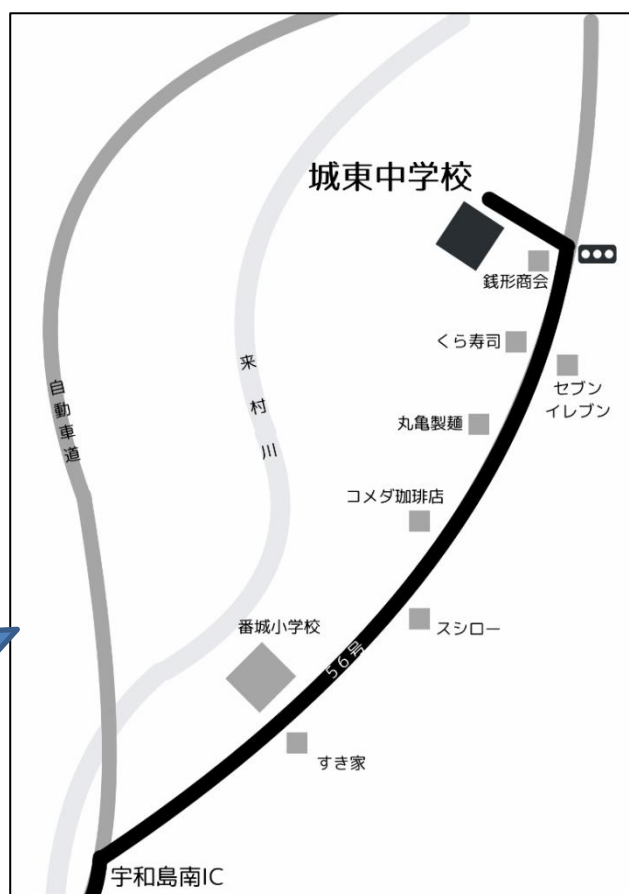 城東中学校
銭形商会
くら寿司
セブン
イレブン
自動車道
来村川
丸亀製麺
コメダ珈琲店
スシロー
番城小学校
56号
すき家
宇和島南IC